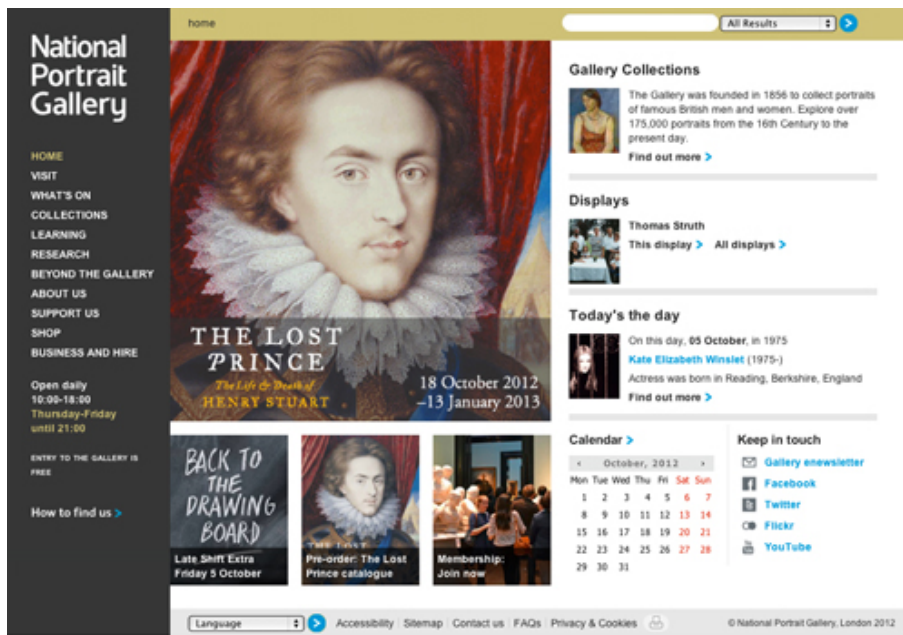 National
Portrait
Gallery
HOME
VISIT
WHAT'S ON
COLLECTIONS
LEARNING
RESEARCH
BEYOND THE GALLERY
ABOUT US
SUPPORT US
SHOP
BUSINESS AND HIRE
Open daily
10:00-18:00
Thursday-Friday
until 21:00
ENTRY TO THE GALLERY IS
FREE
How to find us >
home
All Results
THE LOST
PRINCE
The Life & Death of
HENRY STUART
18 October 2012
–13 January 2013
BACK TO
THE
DRAWING
BOARD
Late Shift Extra
Friday 5 October
THE LOST
Pre-order: The Lost
Prince catalogue
Membership:
Join now
Gallery Collections
The Gallery was founded in 1856 to collect portraits
of famous British men and women. Explore over
175,000 portraits from the 16th Century to the
present day.
Find out more >
Displays
Thomas Struth
This display > All displays >
Today's the day
On this day, 05 October, in 1975
Kate Elizabeth Winslet (1975-)
Actress was born in Reading, Berkshire, England
Find out more >
Calendar >
‹ October, 2012 ›
Mon Tue Wed Thu Fri Sat Sun
1 2 3 4 5 6 7
8 9 10 11 12 13 14
15 16 17 18 19 20 21
22 23 24 25 26 27 28
29 30 31
Keep in touch
Gallery enewsletter
Facebook
Twitter
Flickr
YouTube
Language
Accessibility | Sitemap | Contact us | FAQs | Privacy & Cookies
© National Portrait Gallery, London 2012